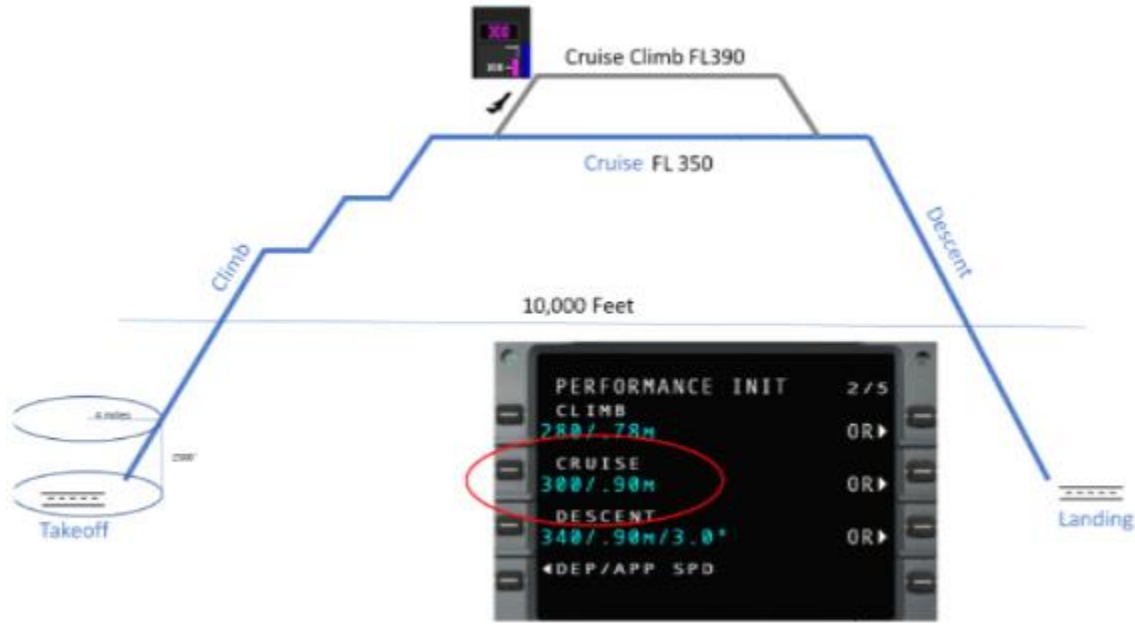 300
Cruise Climb FL390
Cruise FL 350
Climb
Descent
10,000 Feet
Takeoff
Landing
PERFORMANCE INIT 2/5
CLIMB
280/.78M OR▶
CRUISE
300/.90M OR▶
DESCENT
340/.90M/3.0° OR▶
◀DEP/APP SPD